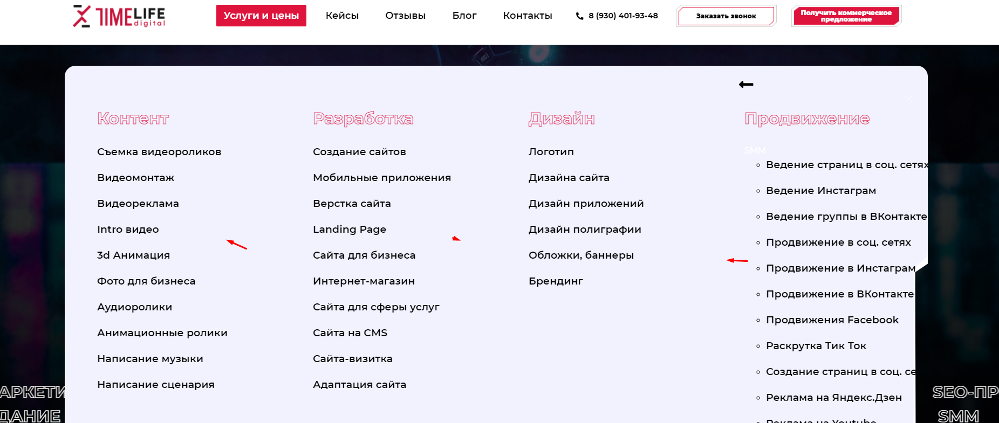 TIMELIFE
digital
Услуги и цены
Кейсы
Отзывы
Блог
Контакты
8 (930) 401-93-48
Заказать звонок
Получить коммерческое
предложение
Контент
Съемка видеороликов
Видеомонтаж
Видеореклама
Intro видео
3d Анимация
Фото для бизнеса
Аудиоролики
Анимационные ролики
Написание музыки
Написание сценария
Разработка
Создание сайтов
Мобильные приложения
Верстка сайта
Landing Page
Сайта для бизнеса
Интернет-магазин
Сайта для сферы услуг
Сайта на CMS
Сайта-визитка
Адаптация сайта
Дизайн
Логотип
Дизайна сайта
Дизайн приложений
Дизайн полиграфии
Обложки, баннеры
Брендинг
Продвижение
SMM
Ведение страниц в соц. сетях
Ведение Инстаграм
Ведение группы в ВКонтакте
Продвижение в соц. сетях
Продвижение в Инстаграм
Продвижение в ВКонтакте
Продвижения Facebook
Раскрутка Тик Ток
Создание страниц в соц. се
Реклама на Яндекс.Дзен
Реклама на Youtube
АРКЕТИ
ДАНИЕ
SEO-ПР
SMM